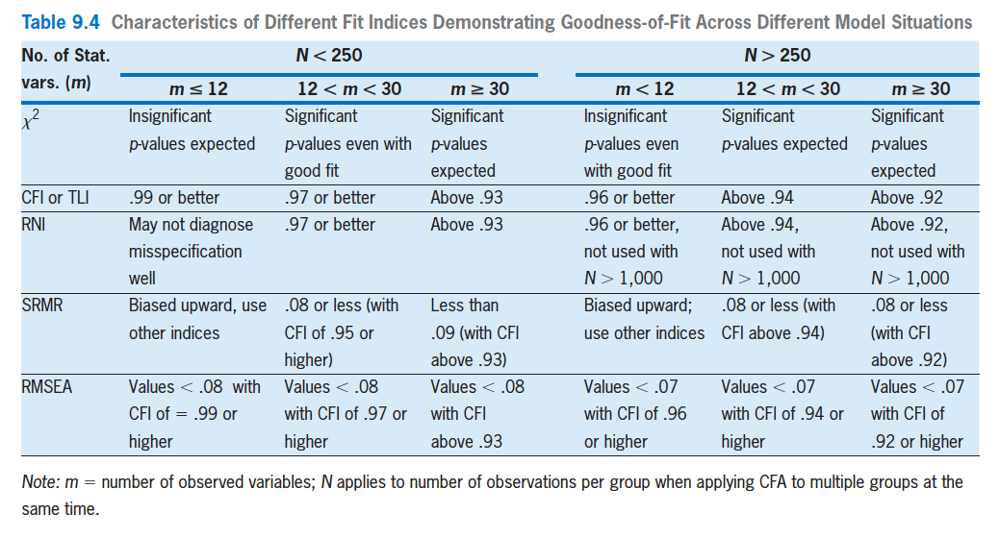 Table 9.4 Characteristics of Different Fit Indices Demonstrating Goodness-of-Fit Across Different Model Situations
No. of Stat. vars. (m)
N < 250
N > 250
m ≤ 12
12 < m < 30
m ≥ 30
m < 12
12 < m < 30
m ≥ 30
χ²
Insignificant
p-values expected
Significant
p-values even with
good fit
Significant
p-values
expected
Insignificant
p-values even
with good fit
Significant
p-values expected
Significant
p-values
expected
CFI or TLI
.99 or better
.97 or better
Above .93
.96 or better
Above .94
Above .92
RNI
May not diagnose
misspecification
well
.97 or better
Above .93
.96 or better,
not used with
N > 1,000
Above .94,
not used with
N > 1,000
Above .92,
not used with
N > 1,000
SRMR
Biased upward, use
other indices
.08 or less (with
CFI of .95 or
higher)
Less than
.09 (with CFI
above .93)
Biased upward;
use other indices
.08 or less (with
CFI above .94)
.08 or less
(with CFI
above .92)
RMSEA
Values < .08 with
CFI of = .99 or
higher
Values < .08
with CFI of .97 or
higher
Values < .08
with CFI
above .93
Values < .07
with CFI of .96
or higher
Values < .07
with CFI of .94 or
higher
Values < .07
with CFI of
.92 or higher
Note: m = number of observed variables; N applies to number of observations per group when applying CFA to multiple groups at the
same time.